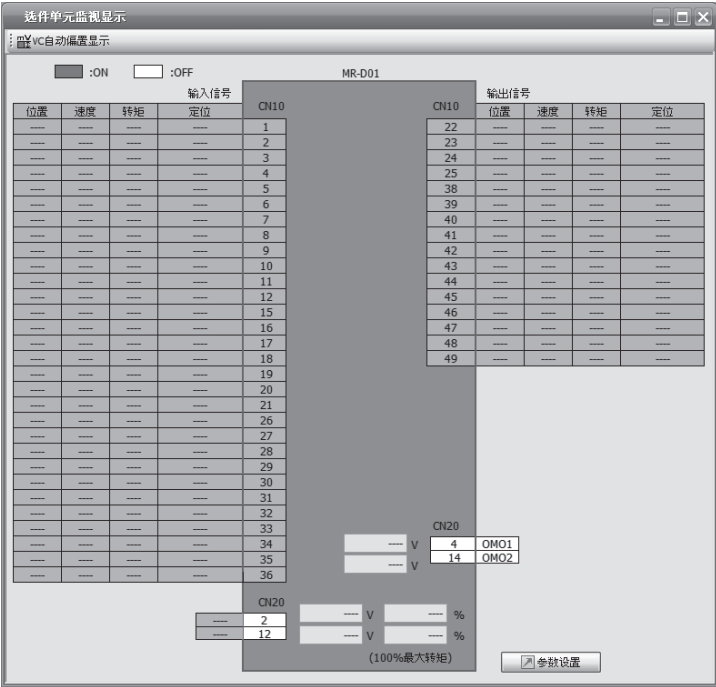 选件单元监视显示
VC自动偏置显示
:ON :OFF MR-D01
输入信号 输出信号
位置 速度 转矩 定位 CN10 CN10 位置 速度 转矩 定位
---- ---- ---- ---- 1 22 ---- ---- ---- ----
---- ---- ---- ---- 2 23 ---- ---- ---- ----
---- ---- ---- ---- 3 24 ---- ---- ---- ----
---- ---- ---- ---- 4 25 ---- ---- ---- ----
---- ---- ---- ---- 5 38 ---- ---- ---- ----
---- ---- ---- ---- 6 39 ---- ---- ---- ----
---- ---- ---- ---- 7 40 ---- ---- ---- ----
---- ---- ---- ---- 8 41 ---- ---- ---- ----
---- ---- ---- ---- 9 42 ---- ---- ---- ----
---- ---- ---- ---- 10 43 ---- ---- ---- ----
---- ---- ---- ---- 11 44 ---- ---- ---- ----
---- ---- ---- ---- 12 45 ---- ---- ---- ----
---- ---- ---- ---- 15 46 ---- ---- ---- ----
---- ---- ---- ---- 16 47 ---- ---- ---- ----
---- ---- ---- ---- 17 48 ---- ---- ---- ----
---- ---- ---- ---- 18 49 ---- ---- ---- ----
---- ---- ---- ---- 19
---- ---- ---- ---- 20
---- ---- ---- ---- 21
---- ---- ---- ---- 26
---- ---- ---- ---- 27
---- ---- ---- ---- 28
---- ---- ---- ---- 29
---- ---- ---- ---- 30
---- ---- ---- ---- 31
---- ---- ---- ---- 32
---- ---- ---- ---- 33 CN20
---- ---- ---- ---- 34 ---- V 4 OMO1
---- ---- ---- ---- 35 ---- V 14 OMO2
---- ---- ---- ---- 36
CN20
---- 2 ---- V ---- %
---- 12 ---- V ---- %
(100%最大转矩) 参数设置